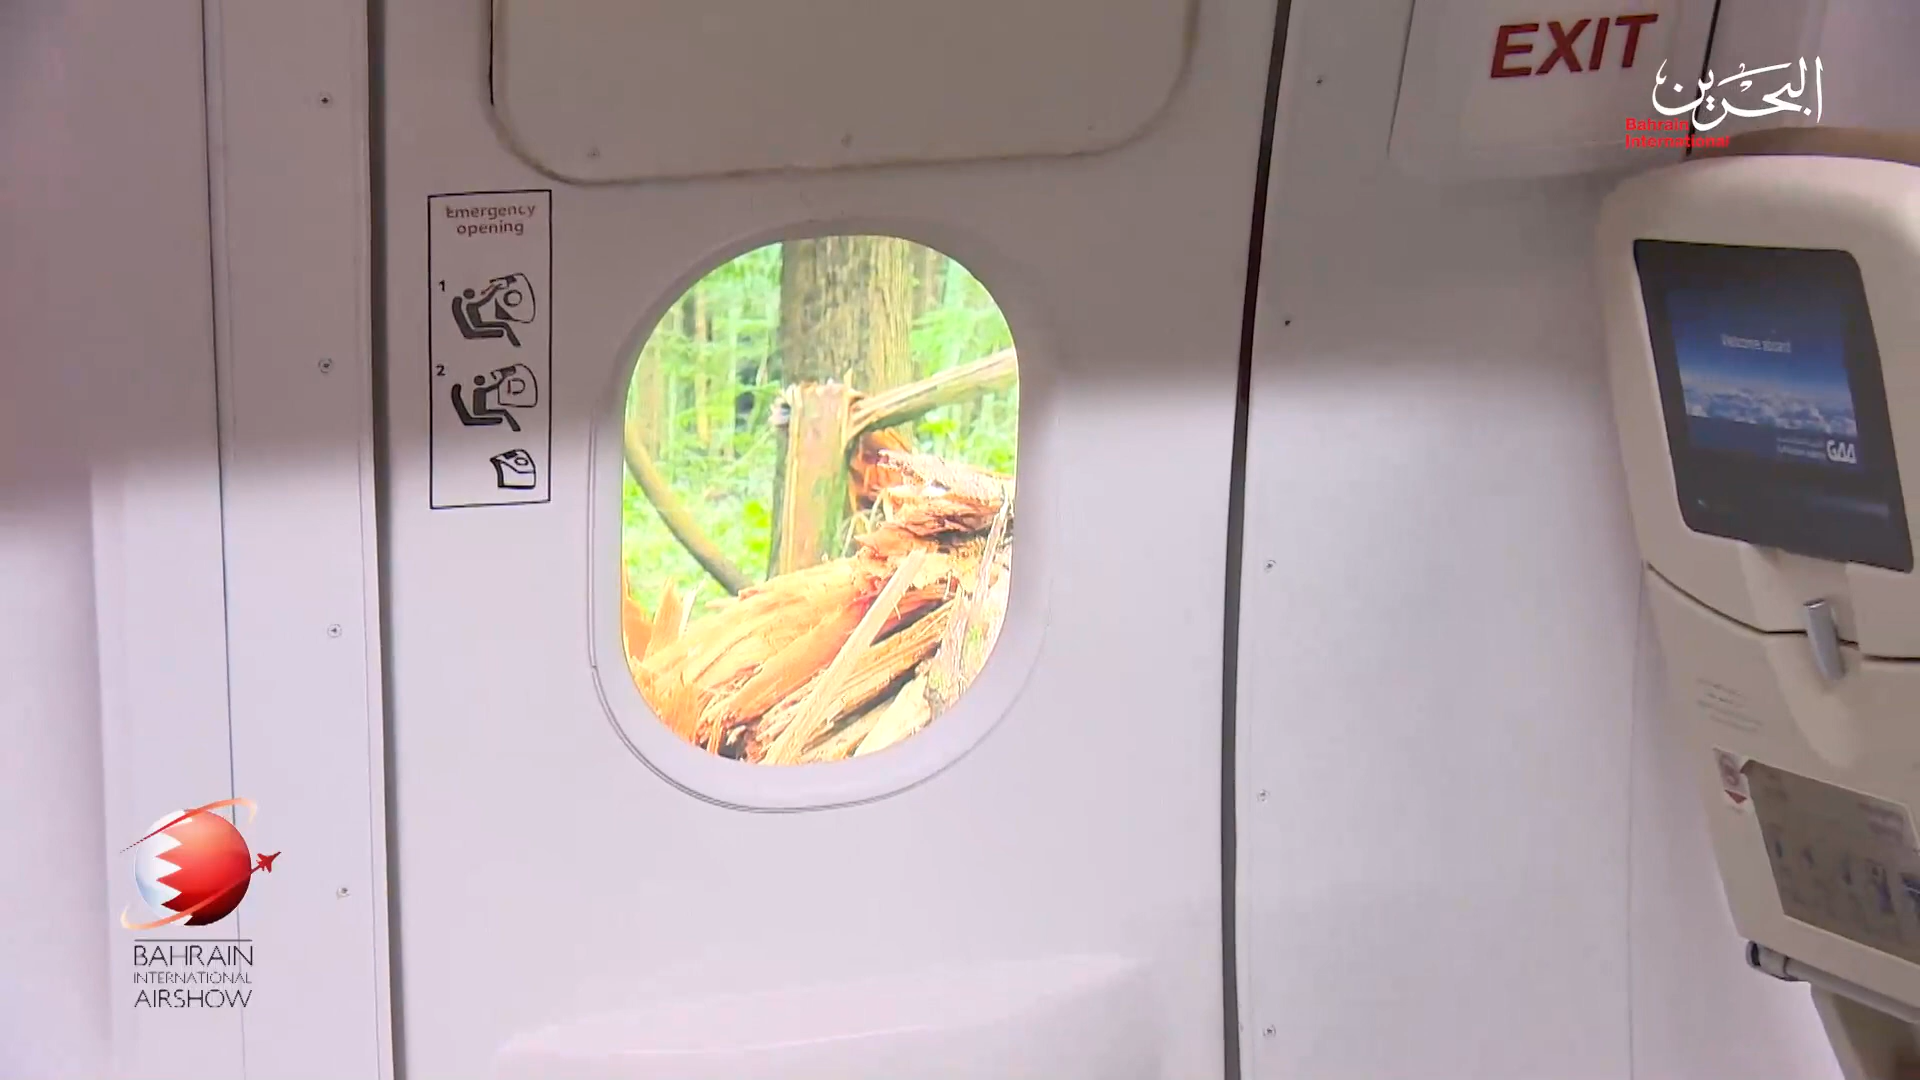 EXIT
البحرين
Bahrain
International
Emergency
opening
1
2
Welcome aboard
GAA
BAHRAIN
INTERNATIONAL
AIRSHOW